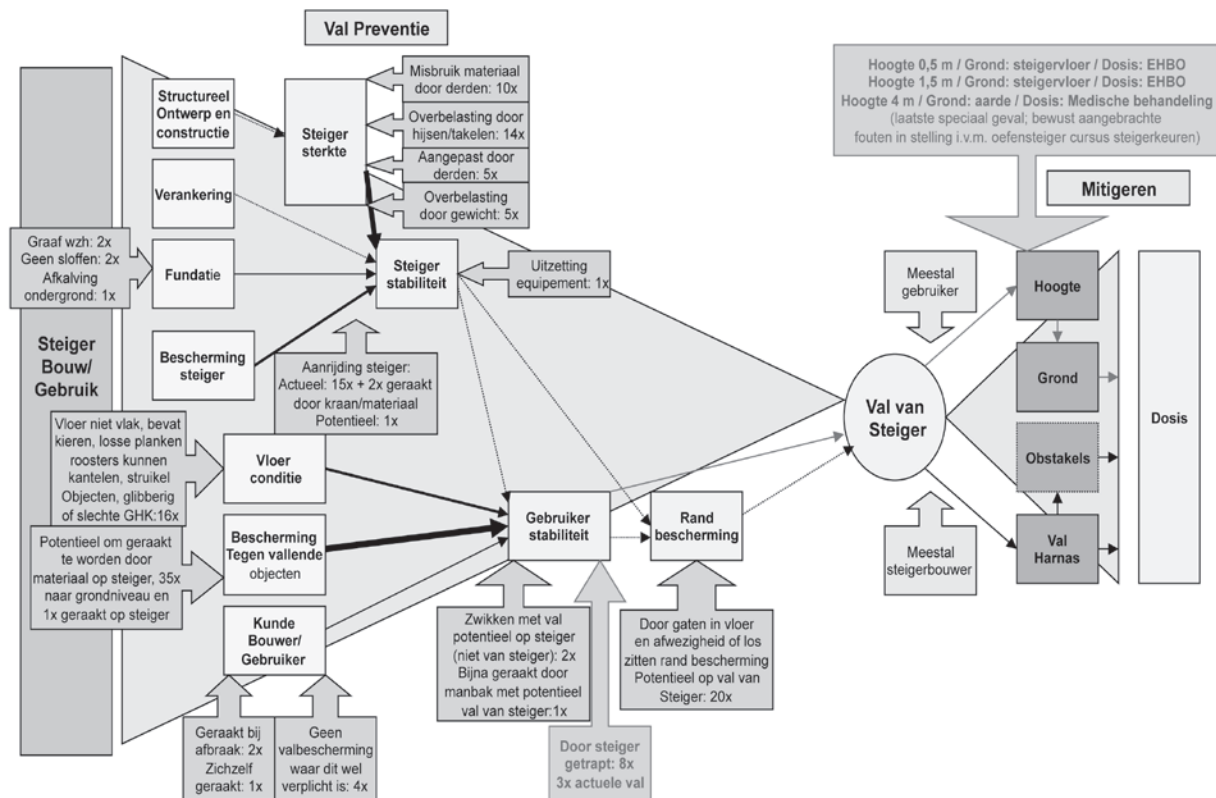 Val Preventie
Structureel
Ontwerp en
constructie
Steiger
sterkte
Misbruik materiaal
door derden: 10x
Overbelasting door
hijsen/takelen: 14x
Aangepast door
derden: 5x
Overbelasting
door gewicht: 5x
Hoogte 0,5 m / Grond: steigervloer / Dosis: EHBO
Hoogte 1,5 m / Grond: steigervloer / Dosis: EHBO
Hoogte 4 m / Grond: aarde / Dosis: Medische behandeling
(laatste speciaal geval; bewust aangebrachte
fouten in stelling i.v.m. oefensteiger cursus steigerkeuren)
Mitigeren
Verankering
Graaf wzh: 2x
Geen sloffen: 2x
Afkalving
ondergrond: 1x
Fundatie
Steiger
stabiliteit
Uitzetting
equipement: 1x
Meestal
gebruiker
Hoogte
Steiger
Bouw/
Gebruik
Bescherming
steiger
Aanrijding steiger:
Actueel: 15x + 2x geraakt
door kraan/materiaal
Potentieel: 1x
Grond
Val van
Steiger
Dosis
Vloer niet vlak, bevat
kieren, losse planken
roosters kunnen
kantelen, struikel
Objecten, glibberig
of slechte GHK:16x
Vloer
conditie
Obstakels
Potentieel om geraakt
te worden door
materiaal op steiger, 35x
naar grondniveau en
1x geraakt op steiger
Bescherming
Tegen vallende
objecten
Gebruiker
stabiliteit
Rand
bescherming
Meestal
steigerbouwer
Val
Harnas
Kunde
Bouwer/
Gebruiker
Zwikken met val
potentieel op steiger
(niet van steiger): 2x
Bijna geraakt door
manbak met potentieel
val van steiger:1x
Door gaten in vloer
en afwezigheid of los
zitten rand bescherming
Potentieel op val van
Steiger: 20x
Geraakt bij
afbraak: 2x
Zichzelf
geraakt: 1x
Geen
valbescherming
waar dit wel
verplicht is: 4x
Door steiger
getrapt: 8x
3x actuele val